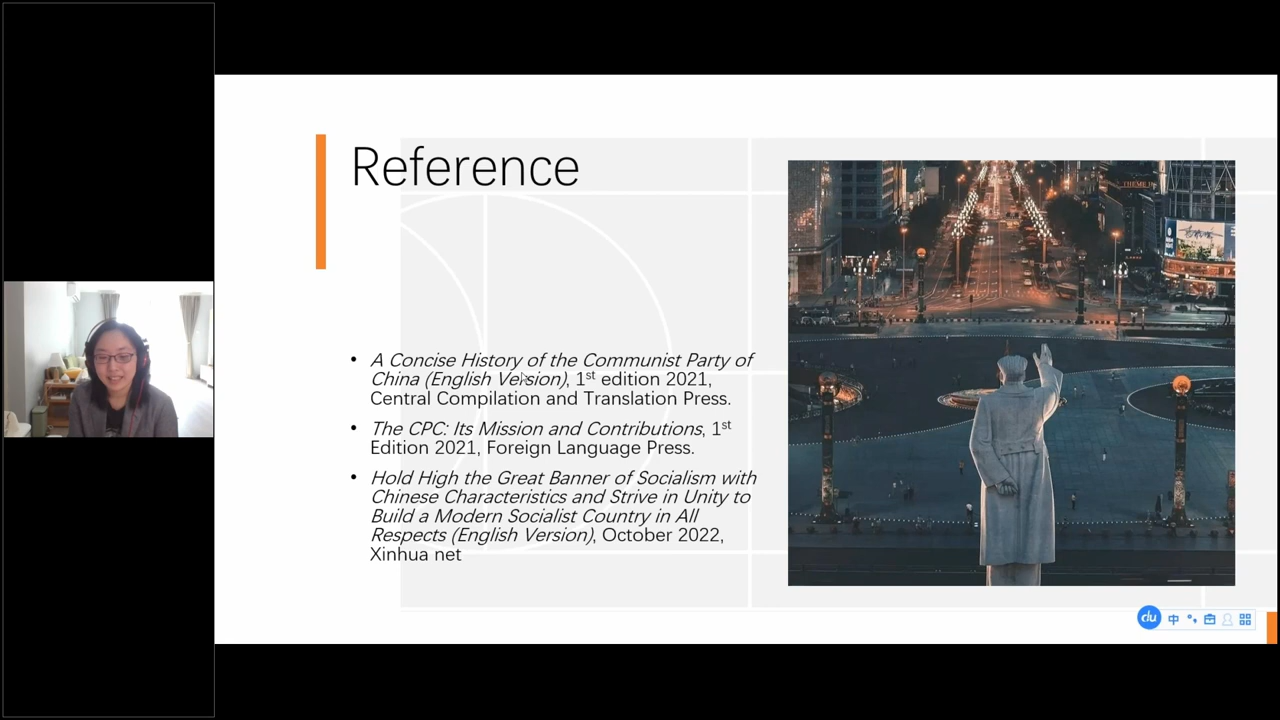 Reference
• A Concise History of the Communist Party of
China (English Version), 1st edition 2021,
Central Compilation and Translation Press.
• The CPC: Its Mission and Contributions, 1st
Edition 2021, Foreign Language Press.
• Hold High the Great Banner of Socialism with
Chinese Characteristics and Strive in Unity to
Build a Modern Socialist Country in All
Respects (English Version), October 2022,
Xinhua net
du 中